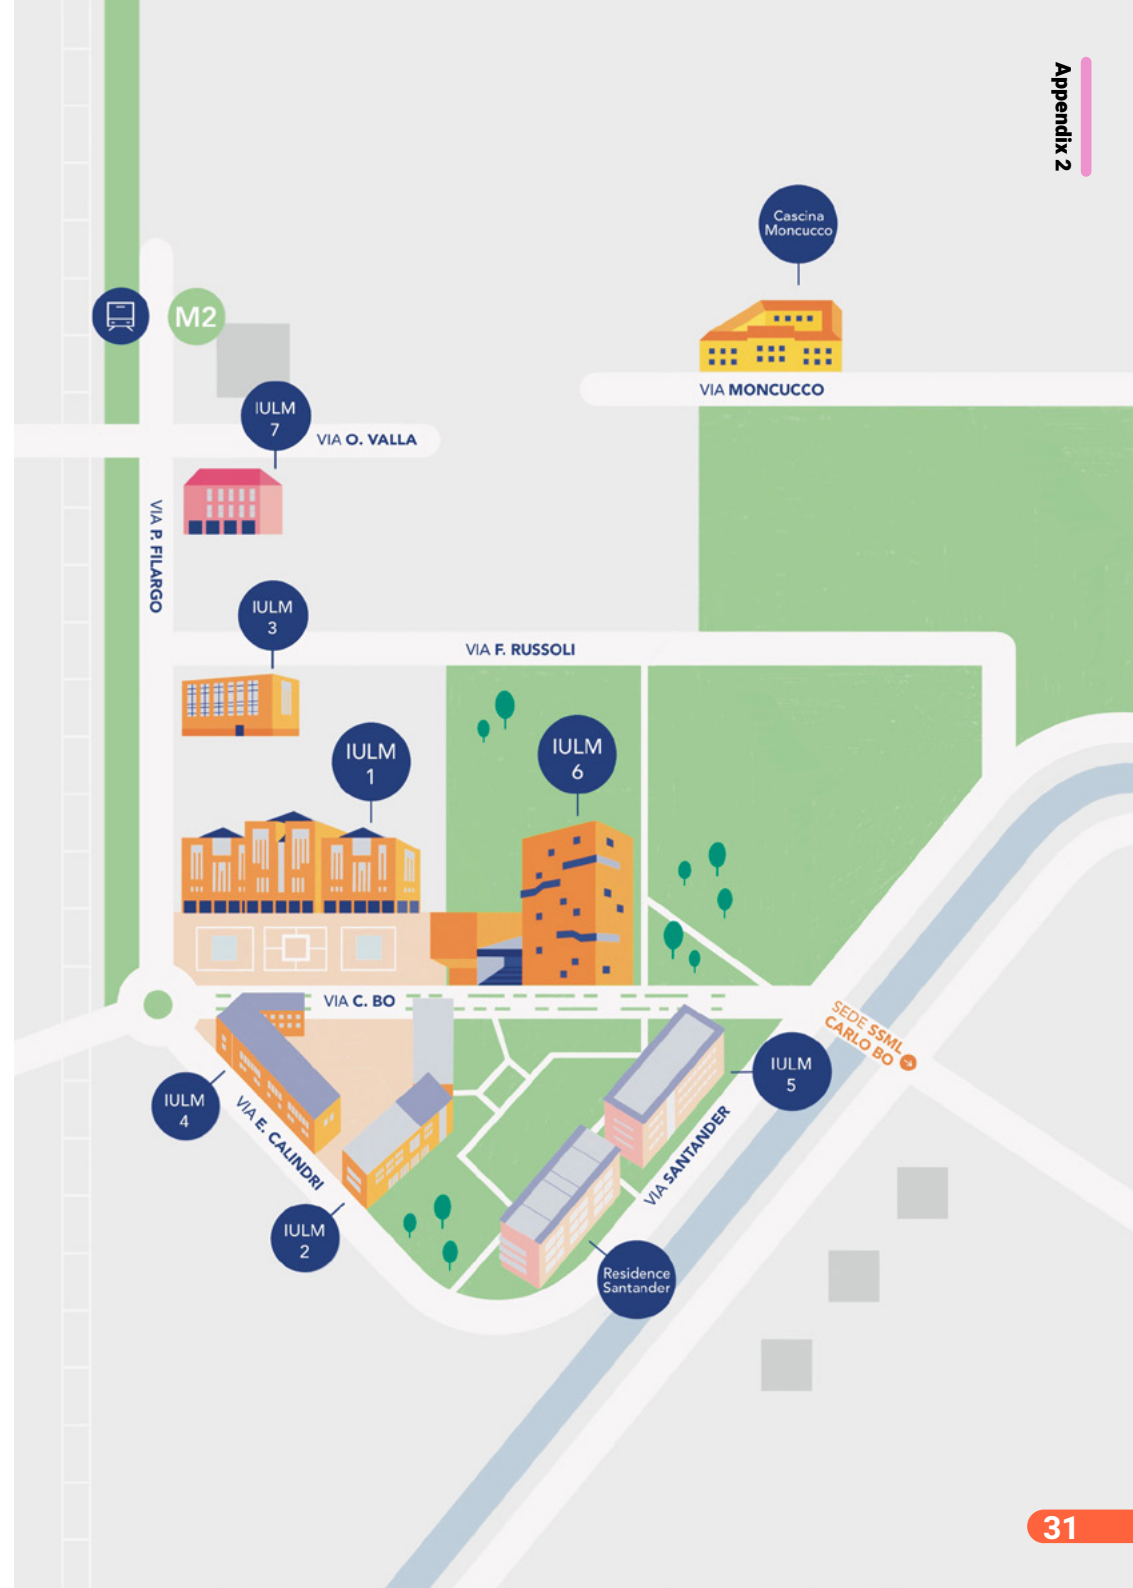 Appendix 2
Cascina
Moncucco
M2
VIA MONCUCCO
IULM
7
VIA O. VALLA
VIA P. FILARGO
IULM
3
VIA F. RUSSOLI
IULM
1
IULM
6
VIA C. BO
SEDE SSML
CARLO BO
IULM
5
IULM
4
VIA E. CALINDRI
VIA SANTANDER
IULM
2
Residence
Santander
31